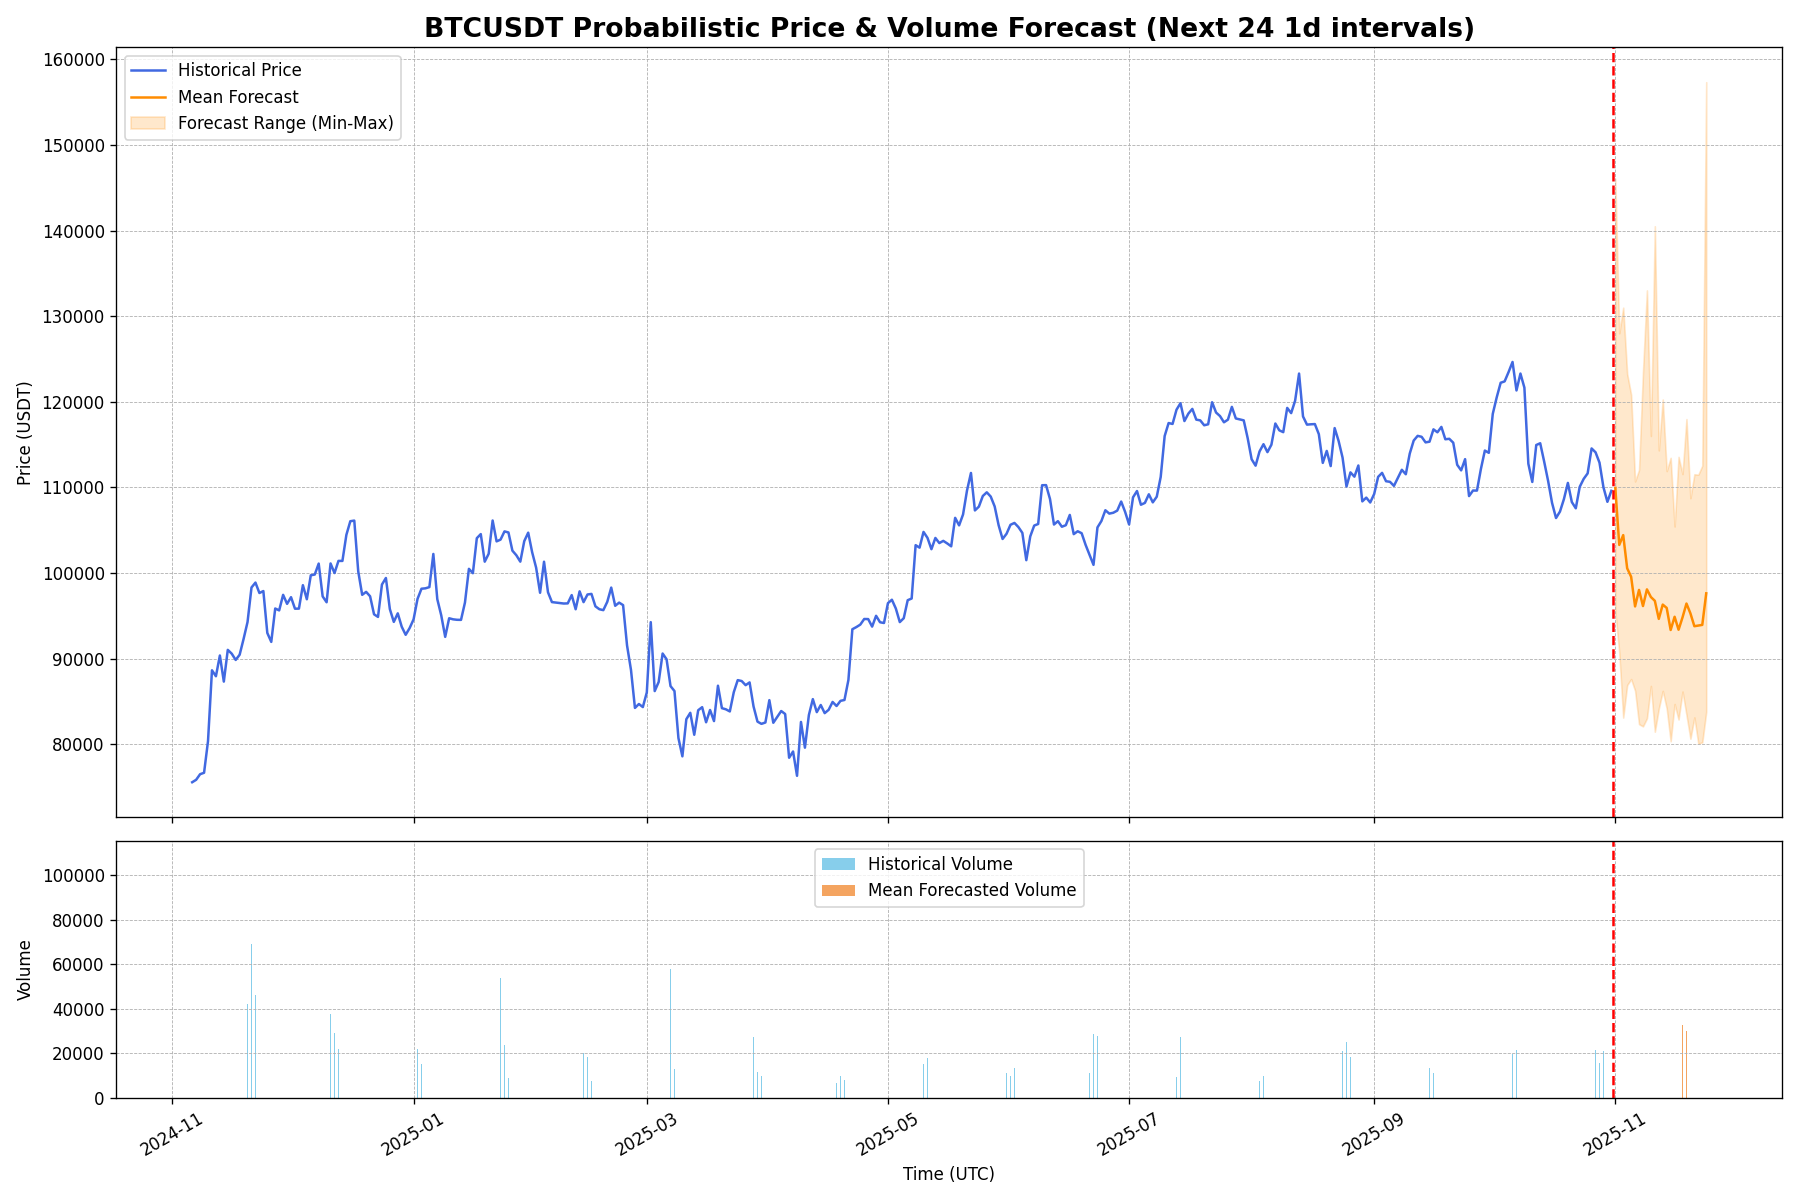 BTCUSDT Probabilistic Price & Volume Forecast (Next 24 1d intervals)
160000
150000
140000
130000
120000
110000
100000
90000
80000
Price (USDT)
Historical Price
Mean Forecast
Forecast Range (Min-Max)
100000
80000
60000
40000
20000
0
Volume
Historical Volume
Mean Forecasted Volume
2024-11
2025-01
2025-03
2025-05
2025-07
2025-09
2025-11
Time (UTC)